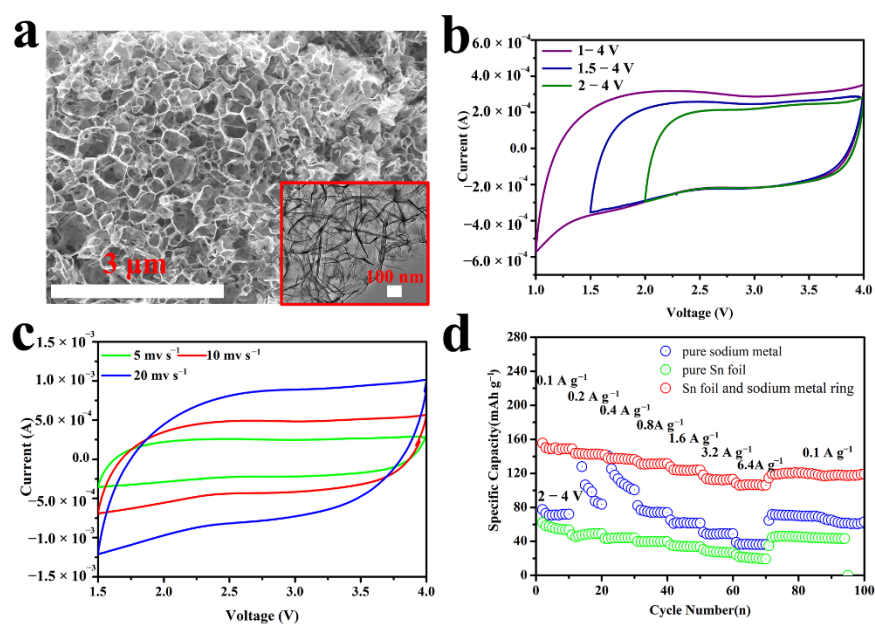 a
3 μm
100 nm
b
6.0× 10⁻⁴
4.0× 10⁻⁴
2.0× 10⁻⁴
0.0
−2.0× 10⁻⁴
−4.0× 10⁻⁴
−6.0× 10⁻⁴
Current (A)
1− 4 V
1.5 − 4 V
2 − 4 V
1.0 1.5 2.0 2.5 3.0 3.5 4.0
Voltage (V)
c
1.5 × 10⁻³
1.0 × 10⁻³
5.0 × 10⁻⁴
0.0
−5.0 × 10⁻⁴
−1.0 × 10⁻³
−1.5 × 10⁻³
Current (A)
5 mv s⁻¹ 10 mv s⁻¹
20 mv s⁻¹
1.5 2.0 2.5 3.0 3.5 4.0
Voltage (V)
d
280
240
200
160
120
80
40
0
Specific Capacity(mAh g⁻¹)
pure sodium metal
pure Sn foil
Sn foil and sodium metal ring
0.1 A g⁻¹
0.2 A g⁻¹
0.4 A g⁻¹
0.8A g⁻¹
1.6 A g⁻¹
3.2 A g⁻¹
6.4A g⁻¹
0.1 A g⁻¹
2 − 4 V
0 20 40 60 80 100
Cycle Number(n)